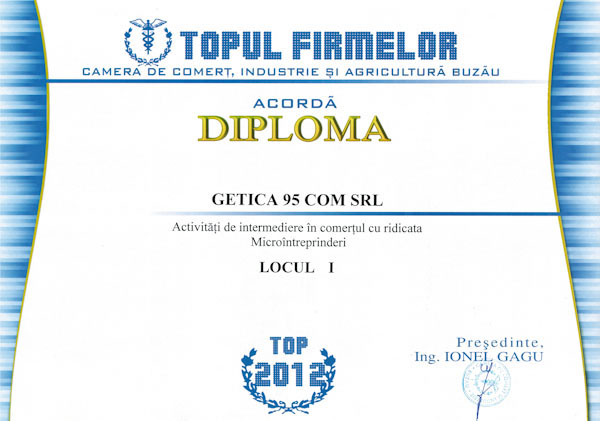 TOPUL FIRMELOR
CAMERA DE COMERȚ, INDUSTRIE ȘI AGRICULTURĂ BUZĂU
ACORDĂ
DIPLOMA
GETICA 95 COM SRL
Activități de intermediere în comerțul cu ridicata
Microîntreprinderi
LOCUL I
TOP
2012
Președinte,
Ing. IONEL GAGU